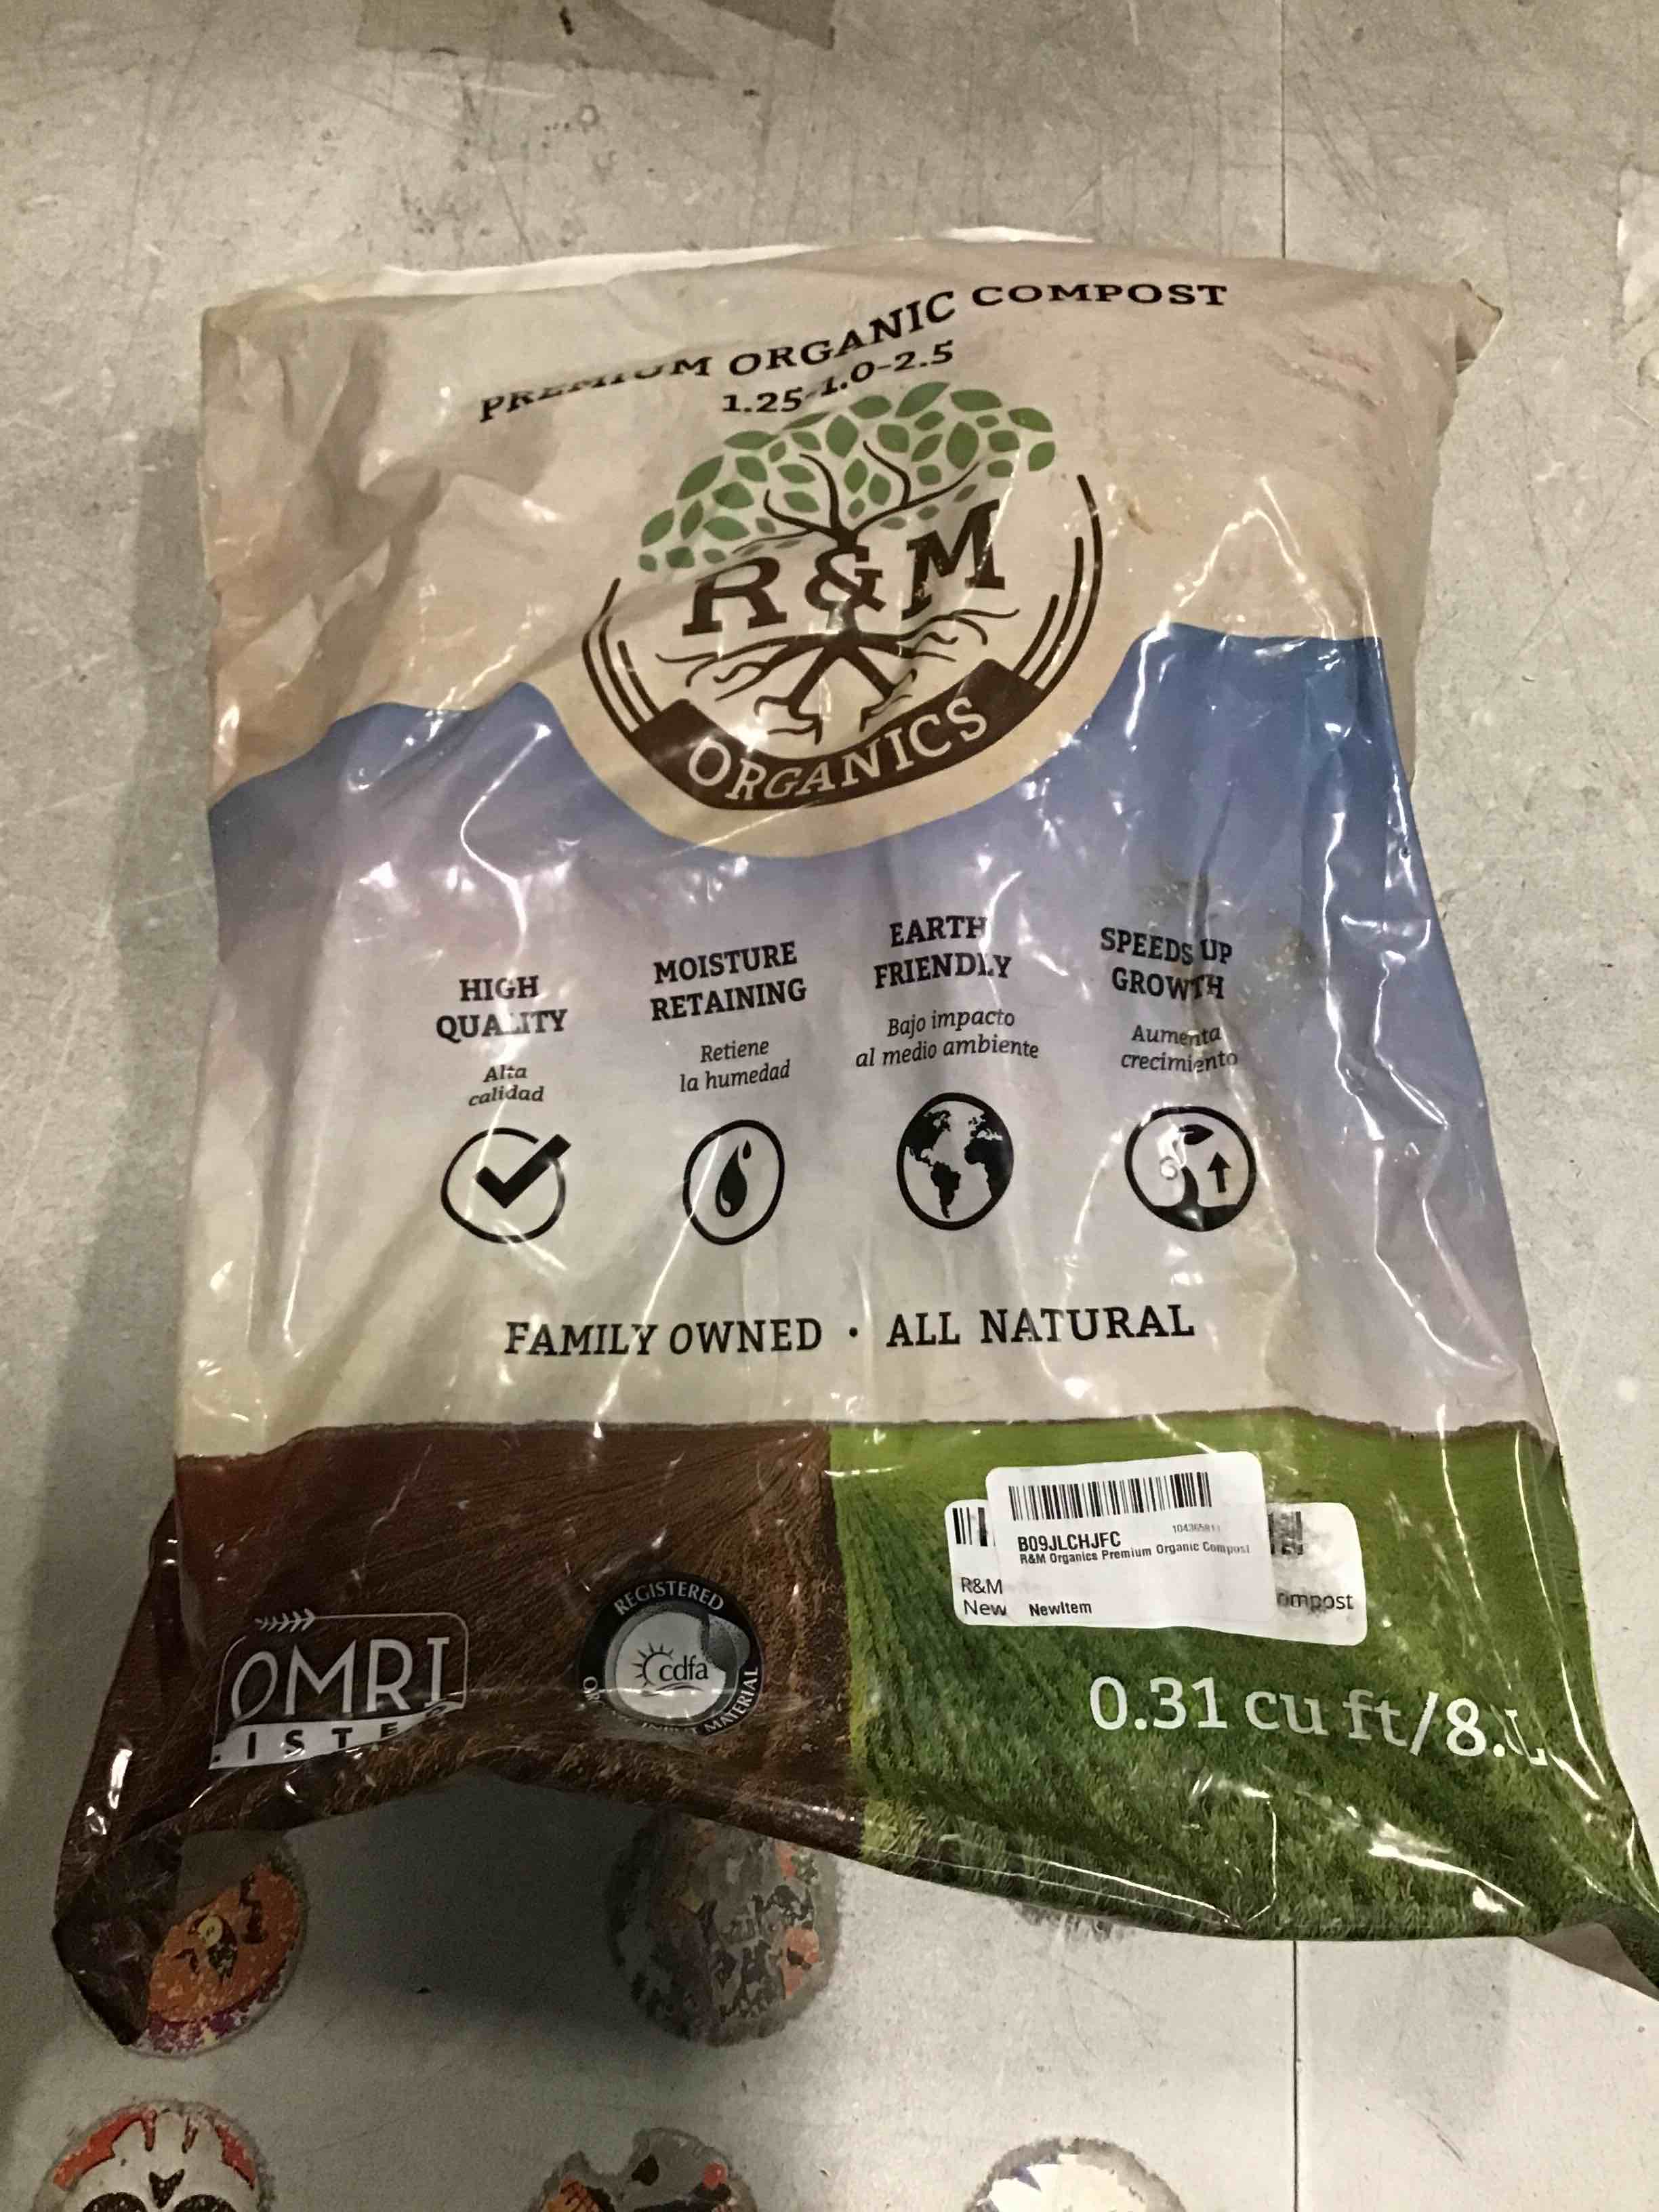 PREMIUM ORGANIC COMPOST
1.25-1.0-2.5
R&M
ORGANICS
HIGH
QUALITY
Alta
calidad
MOISTURE
RETAINING
Retiene
la humedad
EARTH
FRIENDLY
Bajo impacto
al medio ambiente
SPEEDS UP
GROWTH
Aumenta
crecimiento
FAMILY OWNED · ALL NATURAL
B09JLCHJFC
R&M Organics Premium Organic Compost
NewItem
R&M
New
ompost
OMRI
LISTED
REGISTERED
cdfa
MATERIAL
0.31 cu ft/8.